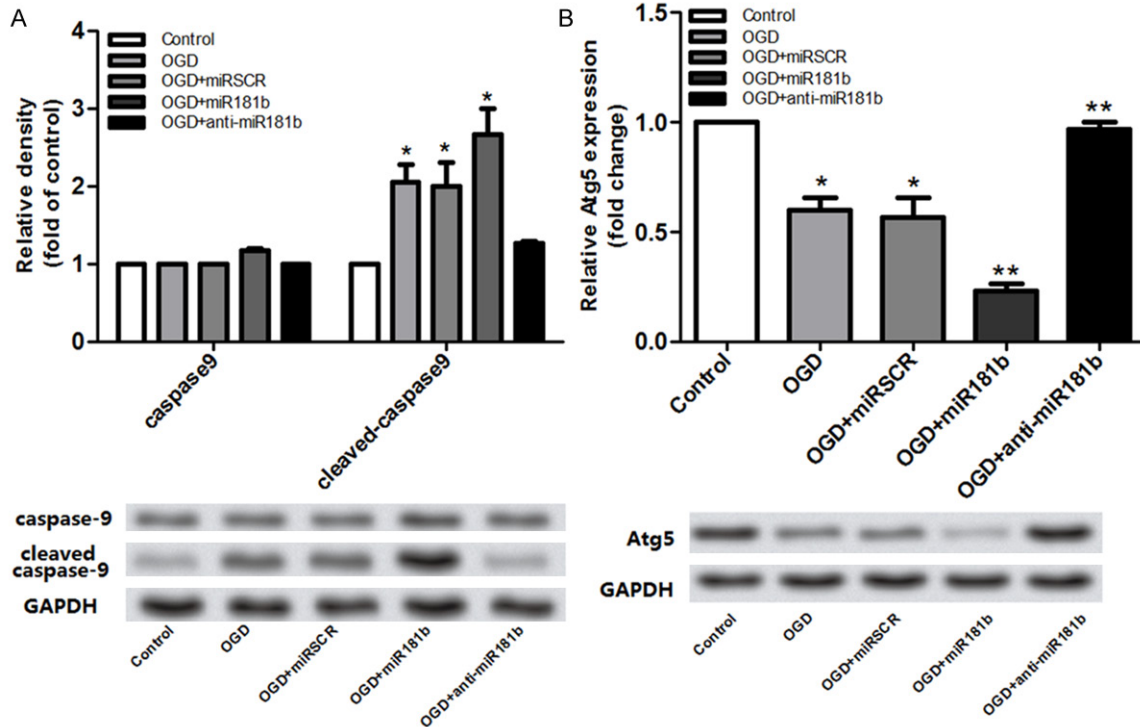 A
Relative density
(fold of control)
4
3
2
1
0
Control
OGD
OGD+miRSCR
OGD+miR181b
OGD+anti-miR181b
*
*
*
caspase9
cleaved-caspase9
caspase-9
cleaved
caspase-9
GAPDH
Control
OGD
OGD+miRSCR
OGD+miR181b
OGD+anti-miR181b
B
Relative Atg5 expression
(fold change)
1.5
1.0
0.5
0.0
Control
OGD
OGD+miRSCR
OGD+miR181b
OGD+anti-miR181b
*
*
**
**
Control
OGD
OGD+miRSCR
OGD+miR181b
OGD+anti-miR181b
Atg5
GAPDH
Control
OGD
OGD+miRSCR
OGD+miR181b
OGD+anti-miR181b